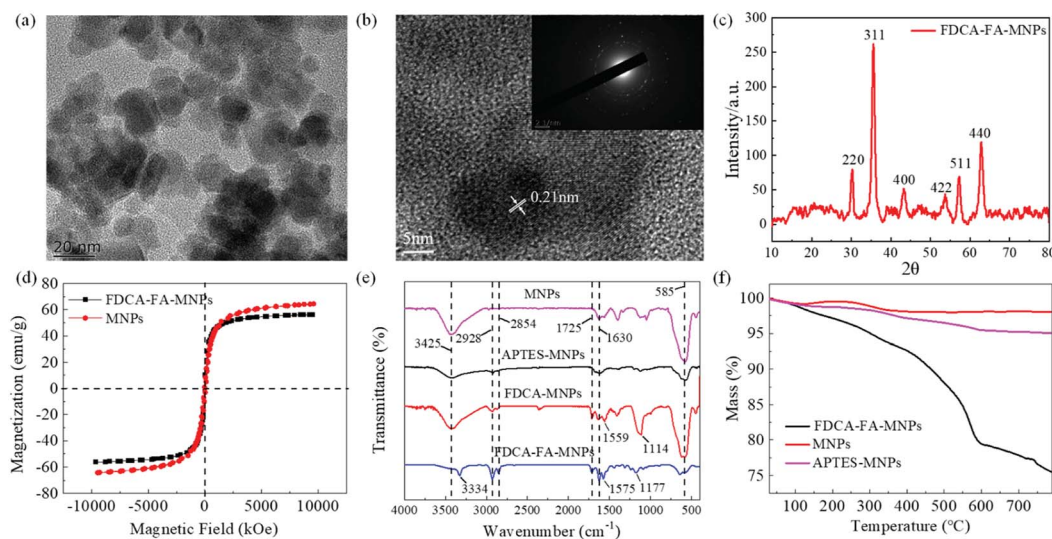 (a)
20 nm
(b)
0.21nm
5nm
(c)
FDCA-FA-MNPs
311
220
400
422
511
440
Intensity/a.u.
300
250
200
150
100
50
0
10 20 30 40 50 60 70 80
2θ
(d)
FDCA-FA-MNPs
MNPs
Magnetization (emu/g)
80
60
40
20
0
-20
-40
-60
-80
-10000 -5000 0 5000 10000
Magnetic Field (kOe)
(e)
MNPs
585
2854
1725
2928
1630
3425
APTES-MNPs
FDCA-MNPs
1559
1114
FDCA-FA-MNPs
3334
1575
1177
Transmittance (%)
4000 3500 3000 2500 2000 1500 1000 500
Wavenumber (cm⁻¹)
(f)
100
95
90
85
80
75
Mass (%)
FDCA-FA-MNPs
MNPs
APTES-MNPs
100 200 300 400 500 600 700
Temperature (°C)